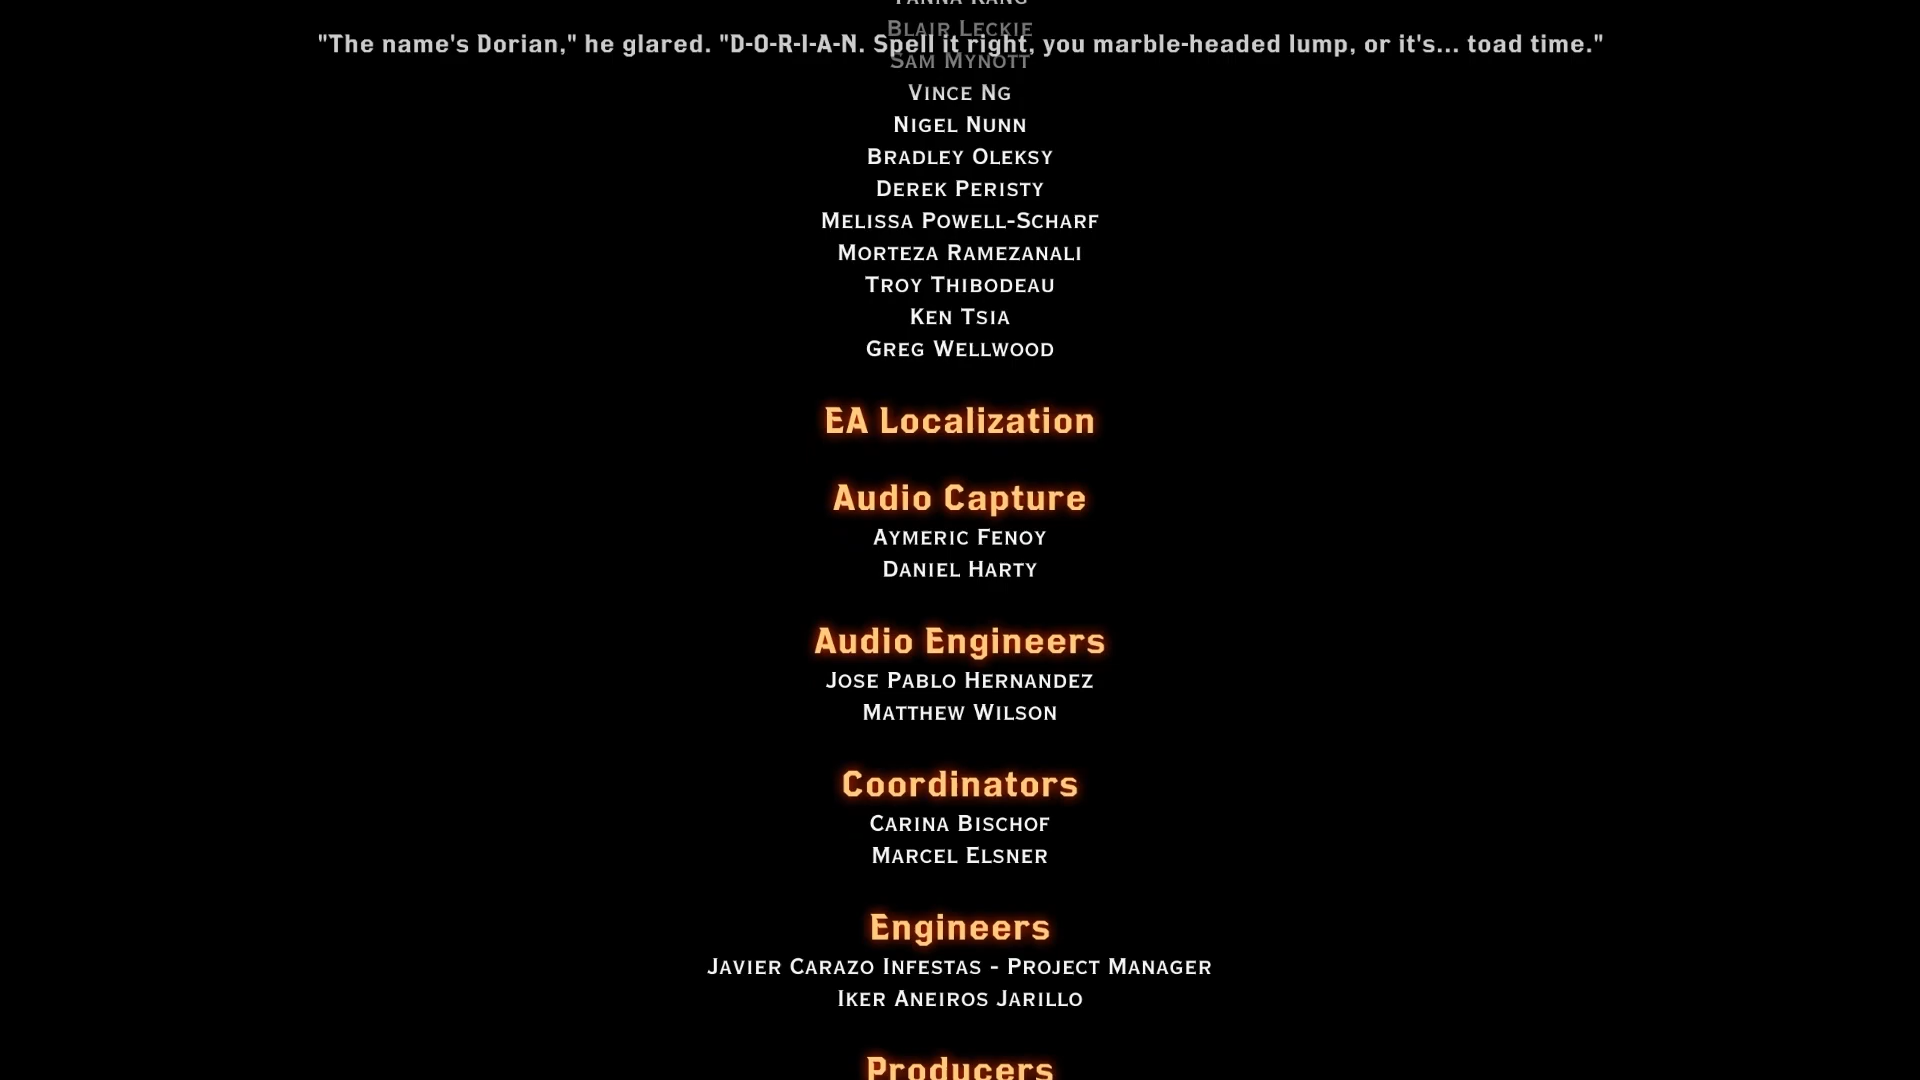 Blair Leckie
"The name's Dorian," he glared. "D-O-R-I-A-N. Spell it right, you marble-headed lump, or it's... toad time."
Sam Mynott
Vince Ng
Nigel Nunn
Bradley Oleksy
Derek Peristy
Melissa Powell-Scharf
Morteza Ramezanali
Troy Thibodeau
Ken Tsia
Greg Wellwood
EA Localization
Audio Capture
Aymeric Fenoy
Daniel Harty
Audio Engineers
Jose Pablo Hernandez
Matthew Wilson
Coordinators
Carina Bischof
Marcel Elsner
Engineers
Javier Carazo Infestas - Project Manager
Iker Aneiros Jarillo
Producers